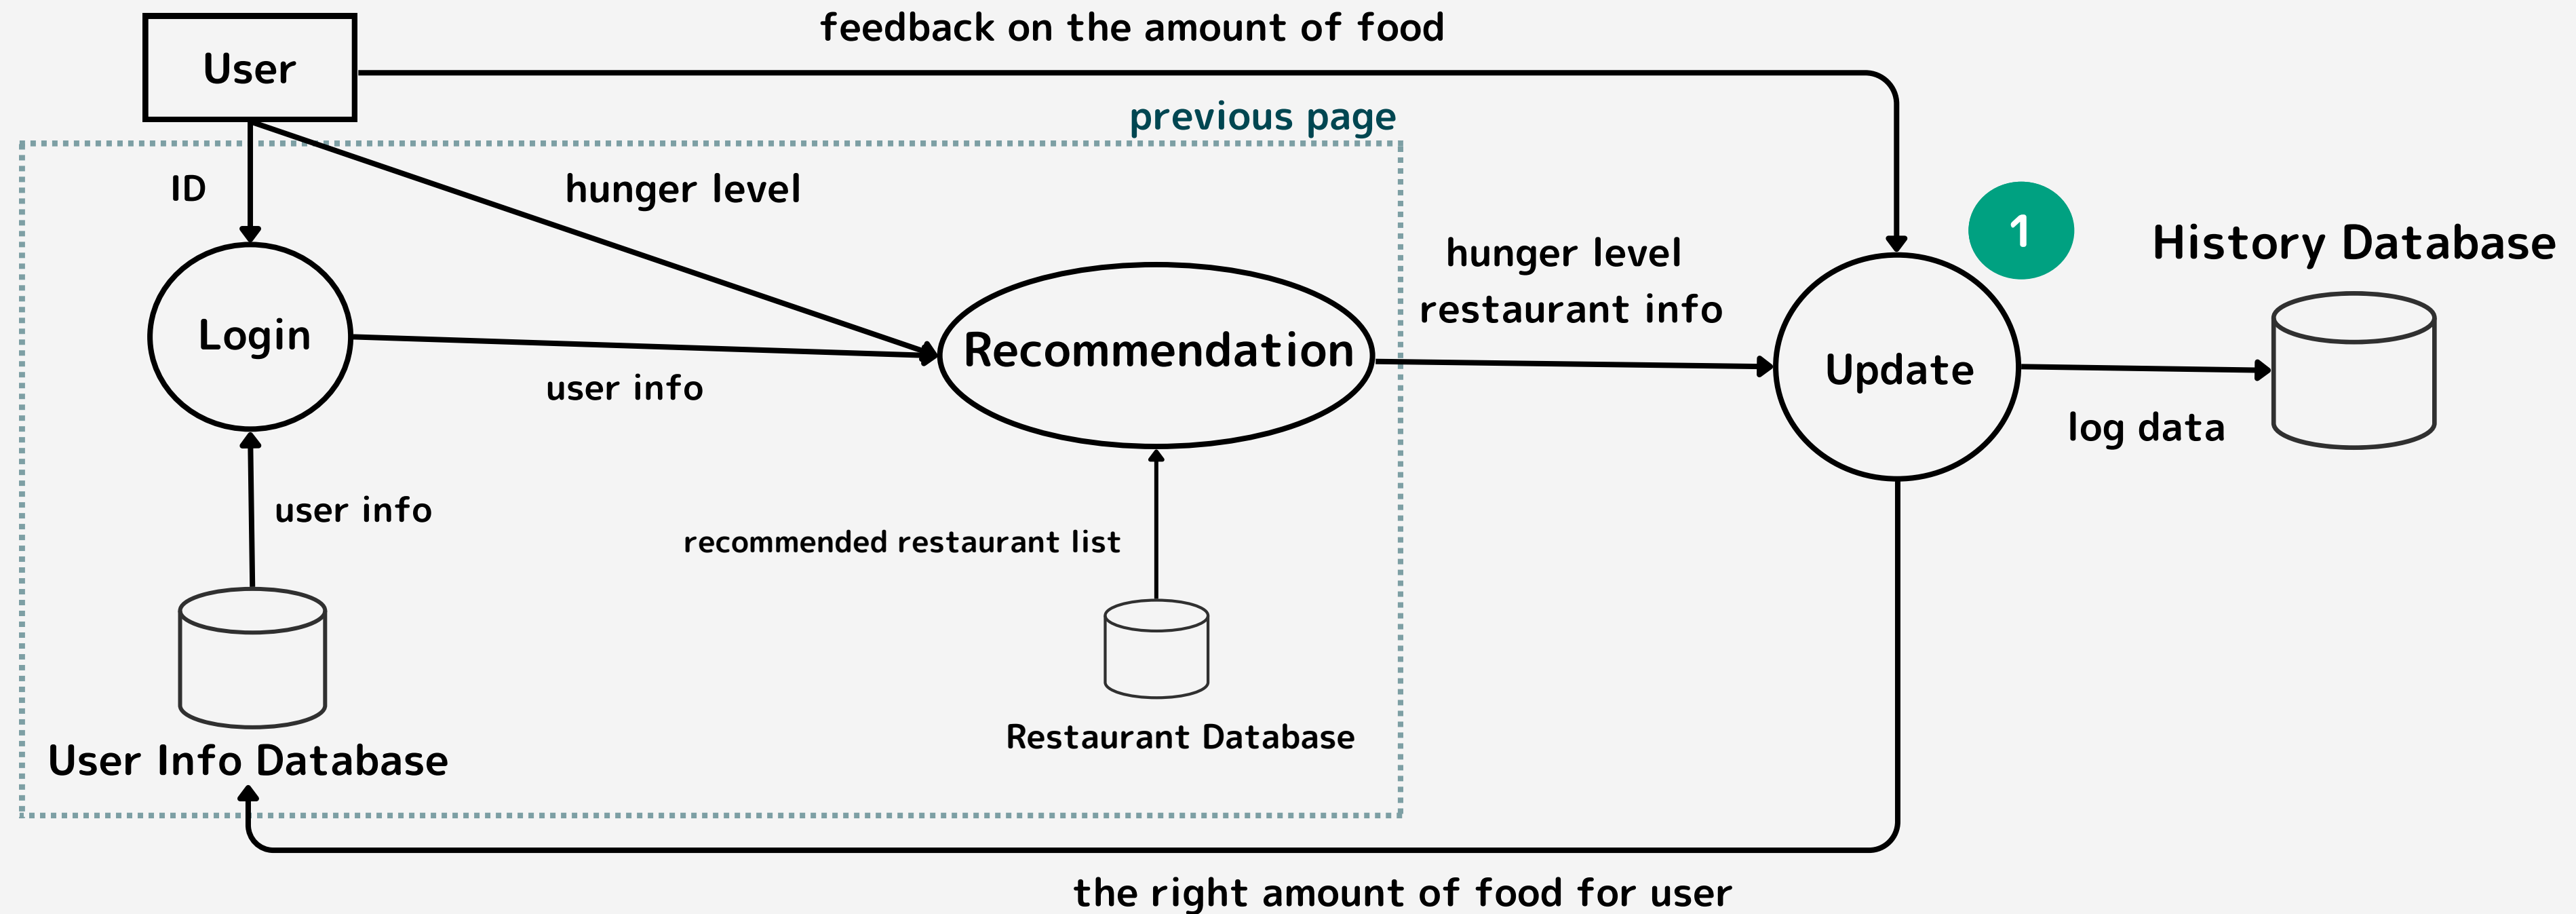 feedback on the amount of food
User
previous page
ID
hunger level
hunger level
restaurant info
1
History Database
Login
Recommendation
Update
user info
log data
user info
recommended restaurant list
Restaurant Database
User Info Database
the right amount of food for user